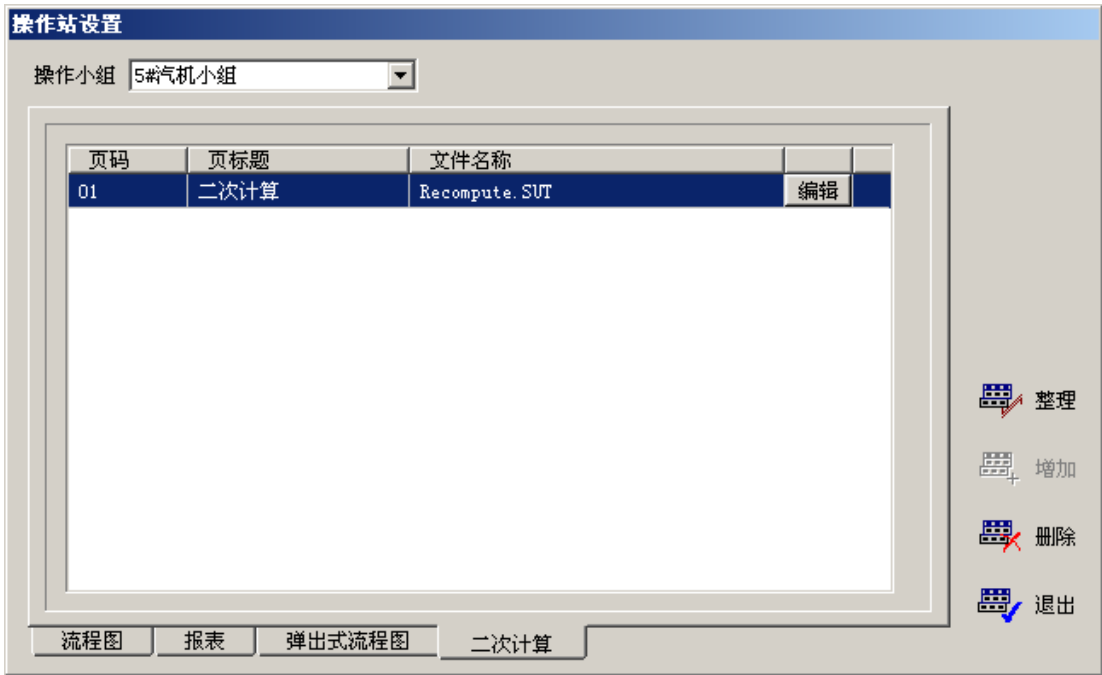 操作站设置
操作小组 5#汽机小组
页码 页标题 文件名称
01 二次计算 Recompute.SUT 编辑
整理
增加
删除
退出
流程图 报表 弹出式流程图 二次计算